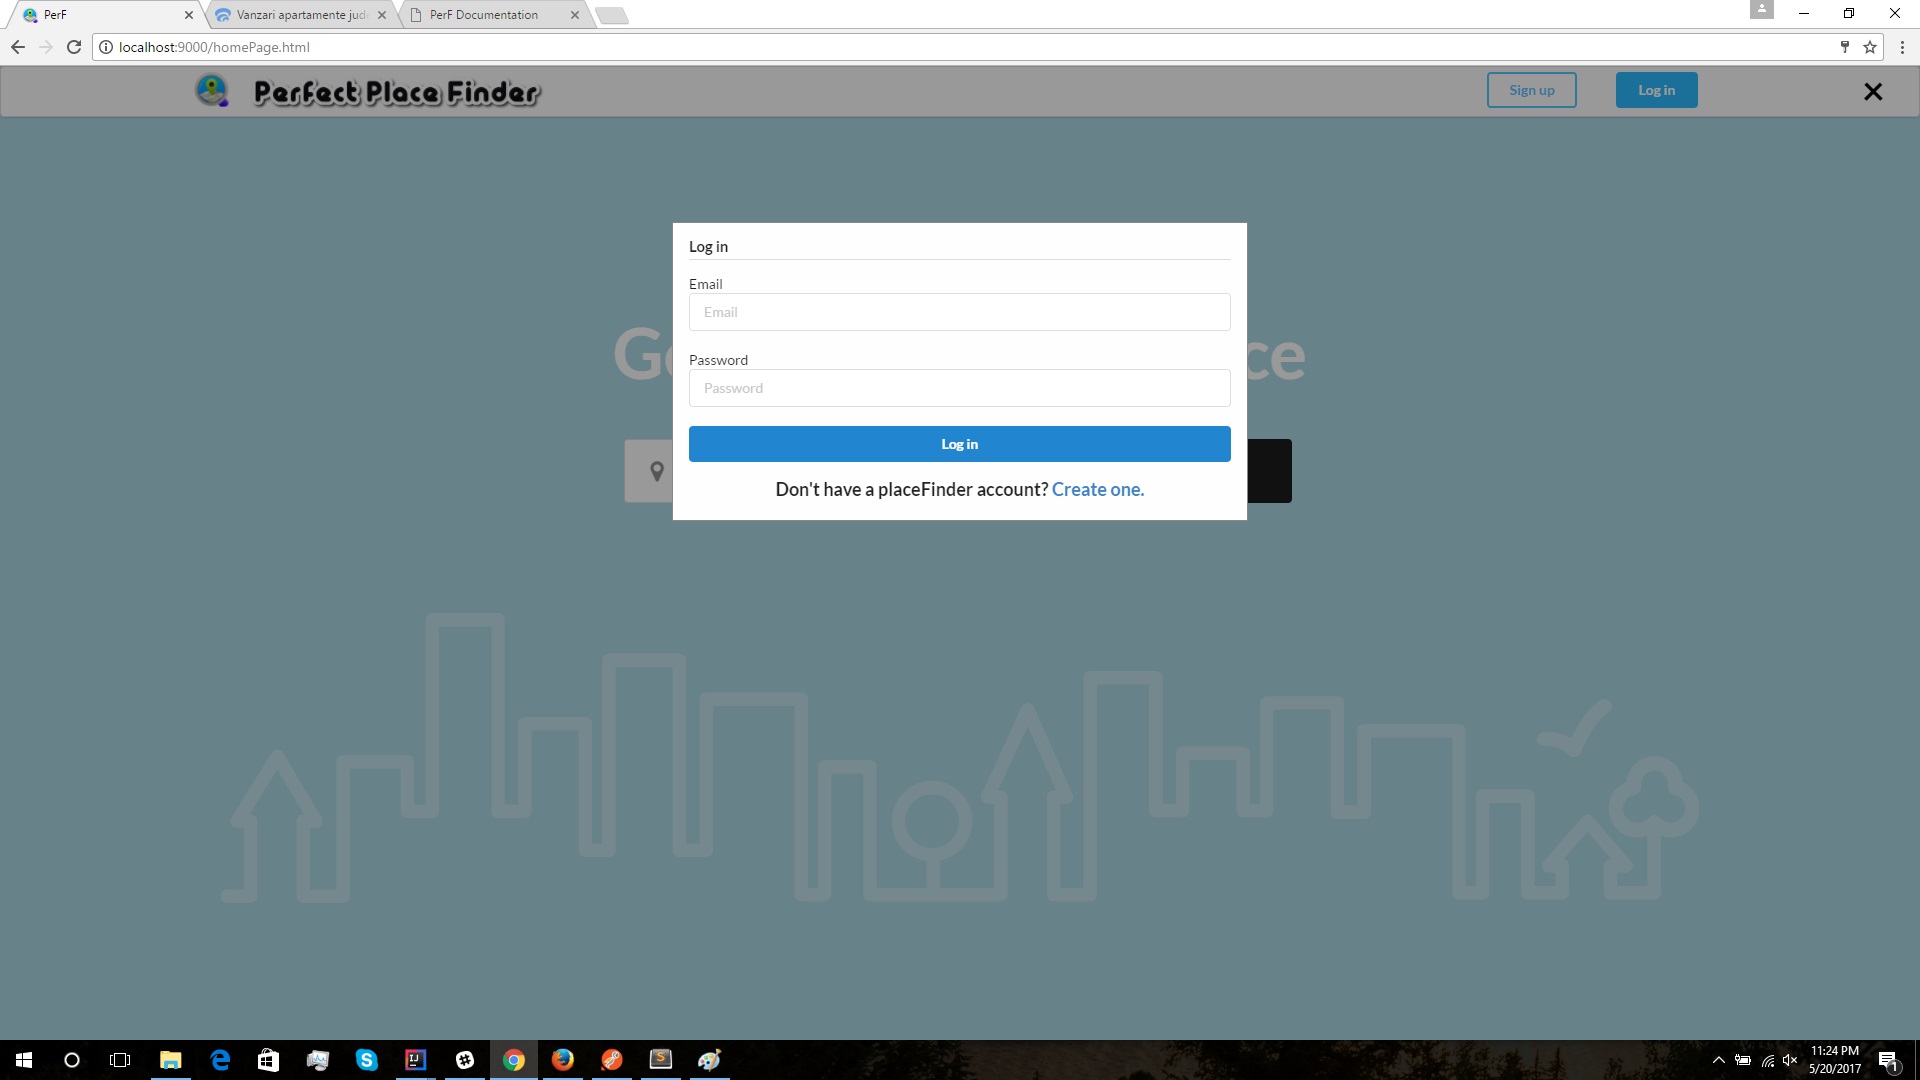 PerF
Vanzari apartamente jud
PerF Documentation
localhost:9000/homePage.html
Perfect Place Finder
Sign up
Log in
Log in
Email
Email
Password
Password
Log in
Don't have a placeFinder account? Create one.
11:24 PM
5/20/2017